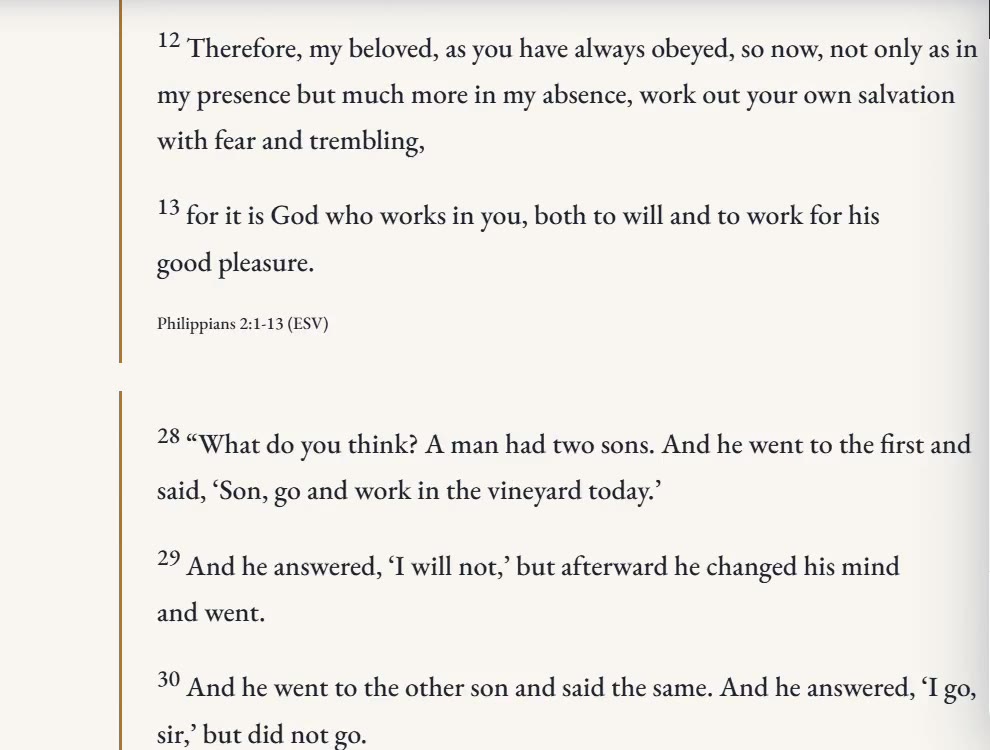 12 Therefore, my beloved, as you have always obeyed, so now, not only as in
my presence but much more in my absence, work out your own salvation
with fear and trembling,
13 for it is God who works in you, both to will and to work for his
good pleasure.
Philippians 2:1-13 (ESV)
28 “What do you think? A man had two sons. And he went to the first and
said, ‘Son, go and work in the vineyard today.’
29 And he answered, ‘I will not,’ but afterward he changed his mind
and went.
30 And he went to the other son and said the same. And he answered, ‘I go,
sir,’ but did not go.